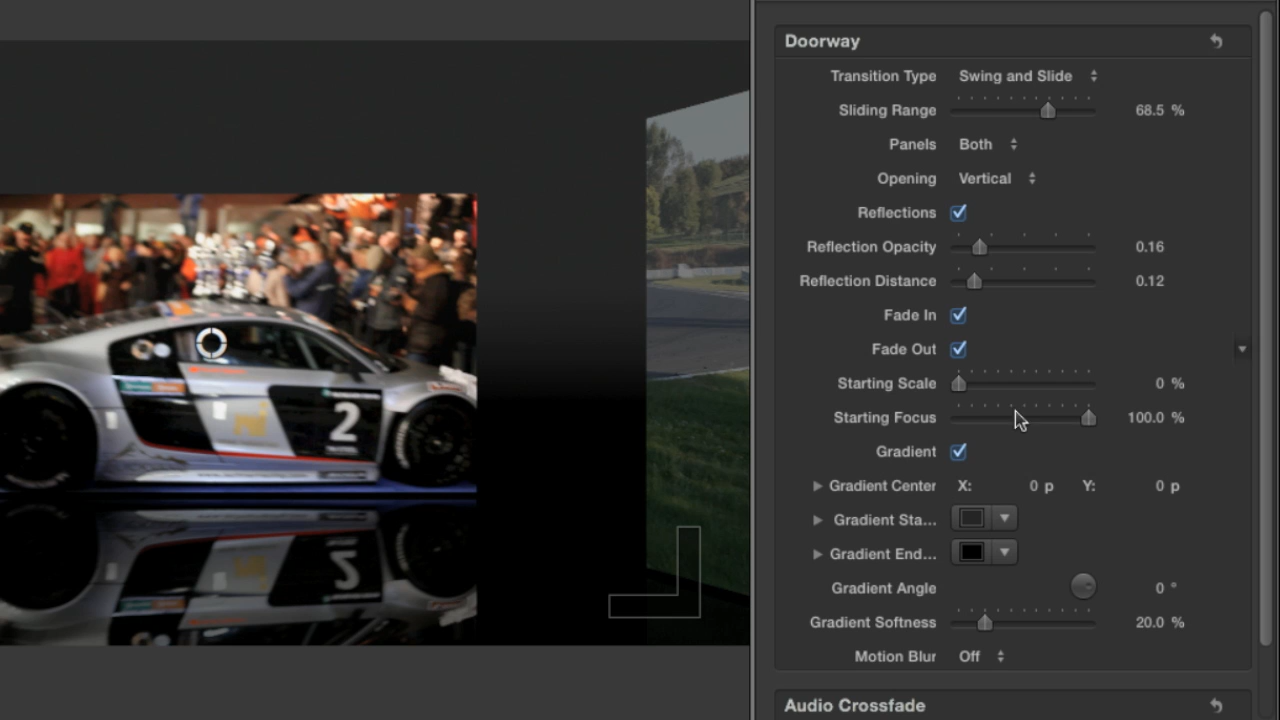 Doorway
Transition Type Swing and Slide
Sliding Range 68.5 %
Panels Both
Opening Vertical
Reflections
Reflection Opacity 0.16
Reflection Distance 0.12
Fade In
Fade Out
Starting Scale 0 %
Starting Focus 100.0 %
Gradient
Gradient Center X: 0 p Y: 0 p
Gradient Sta...
Gradient End...
Gradient Angle 0 °
Gradient Softness 20.0 %
Motion Blur Off
Audio Crossfade
2